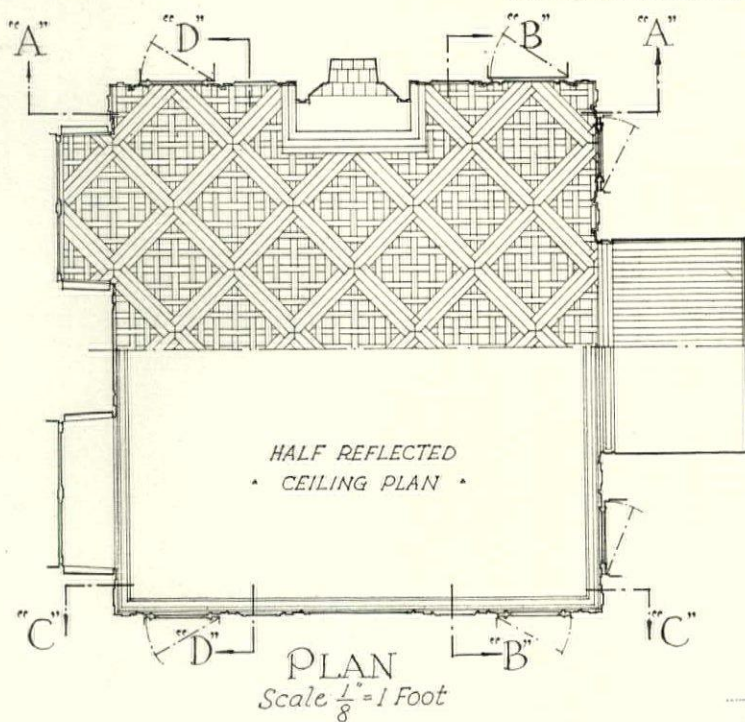 "A" "D" "B" "A"
HALF REFLECTED
CEILING PLAN
"C" "D" "B" "C"
PLAN
Scale 1/8" = 1 Foot